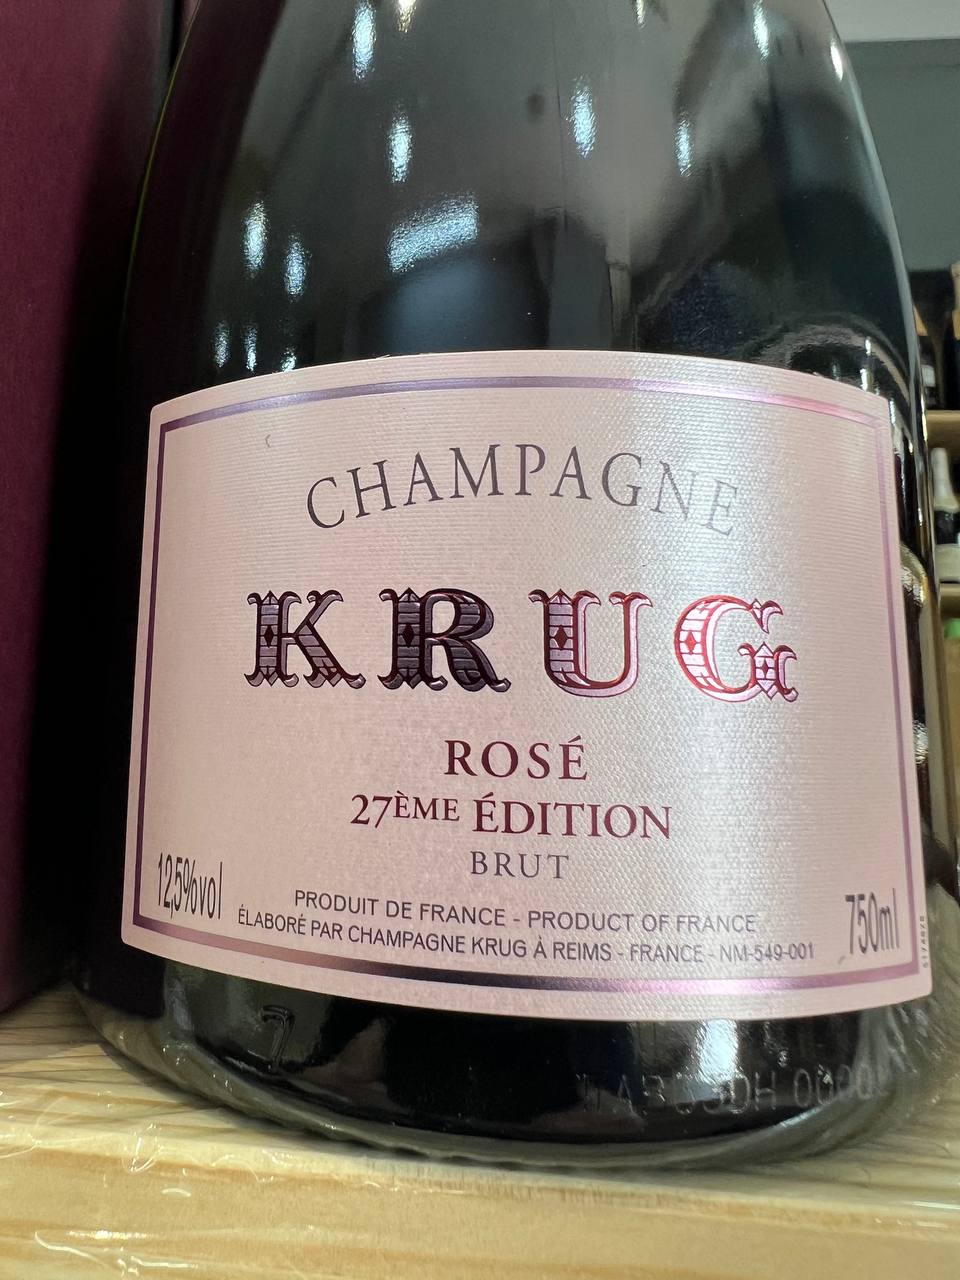 CHAMPAGNE
KRUG
ROSÉ
27ÈME ÉDITION
BRUT
12,5%vol
PRODUIT DE FRANCE - PRODUCT OF FRANCE
ÉLABORÉ PAR CHAMPAGNE KRUG À REIMS - FRANCE - NM-549-001
750ml
7